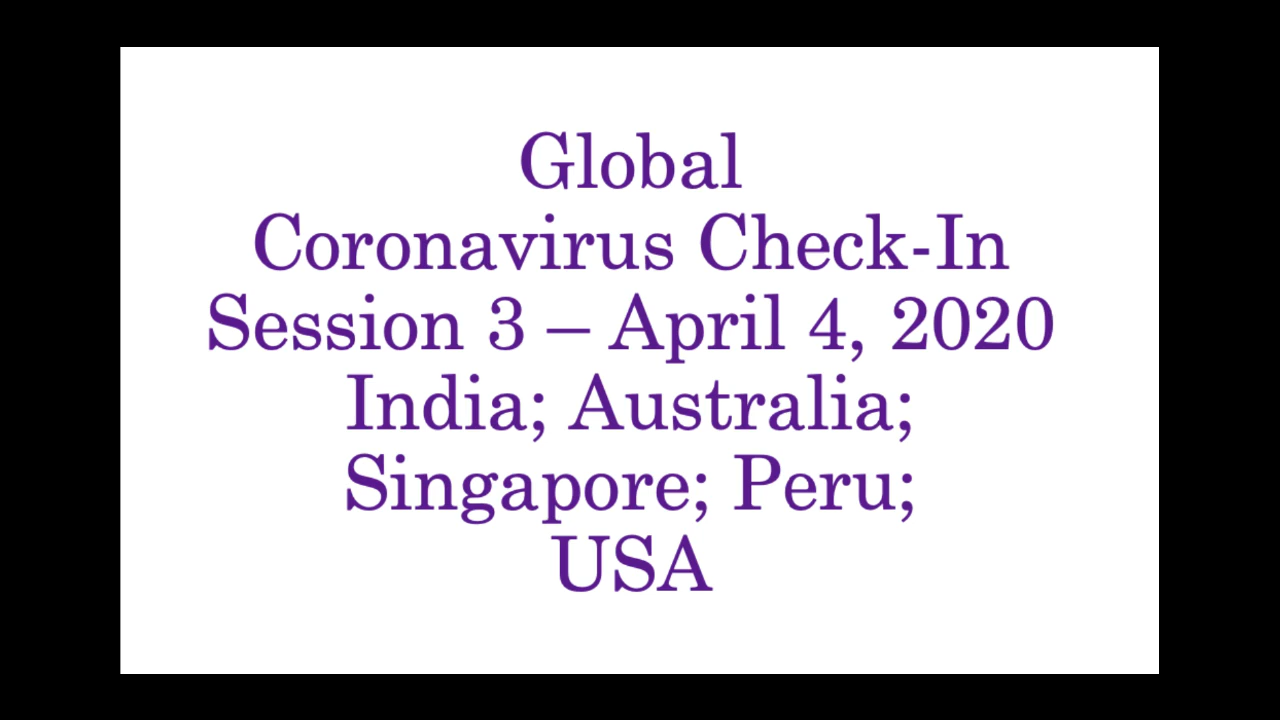 Global
Coronavirus Check-In
Session 3 – April 4, 2020
India; Australia;
Singapore; Peru;
USA